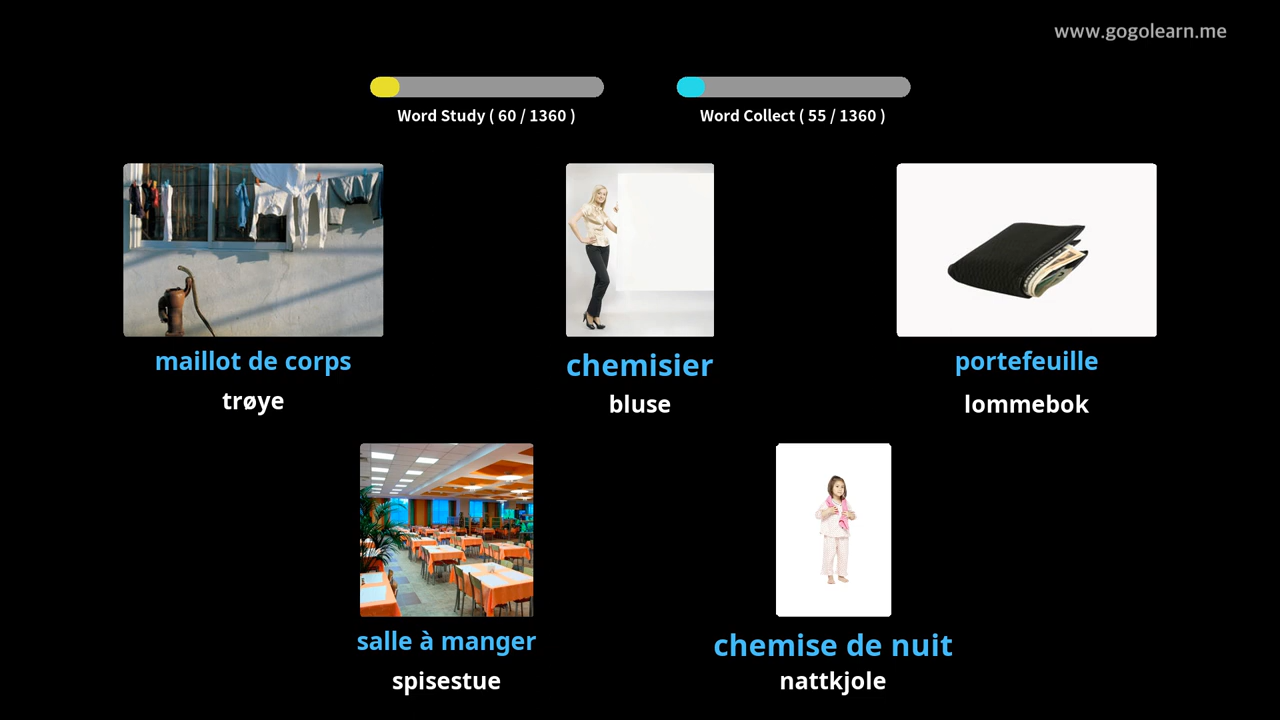 www.gogolearn.me
Word Study ( 60 / 1360 )
Word Collect ( 55 / 1360 )
maillot de corps
trøye
chemisier
bluse
portefeuille
lommebok
salle à manger
spisestue
chemise de nuit
nattkjole